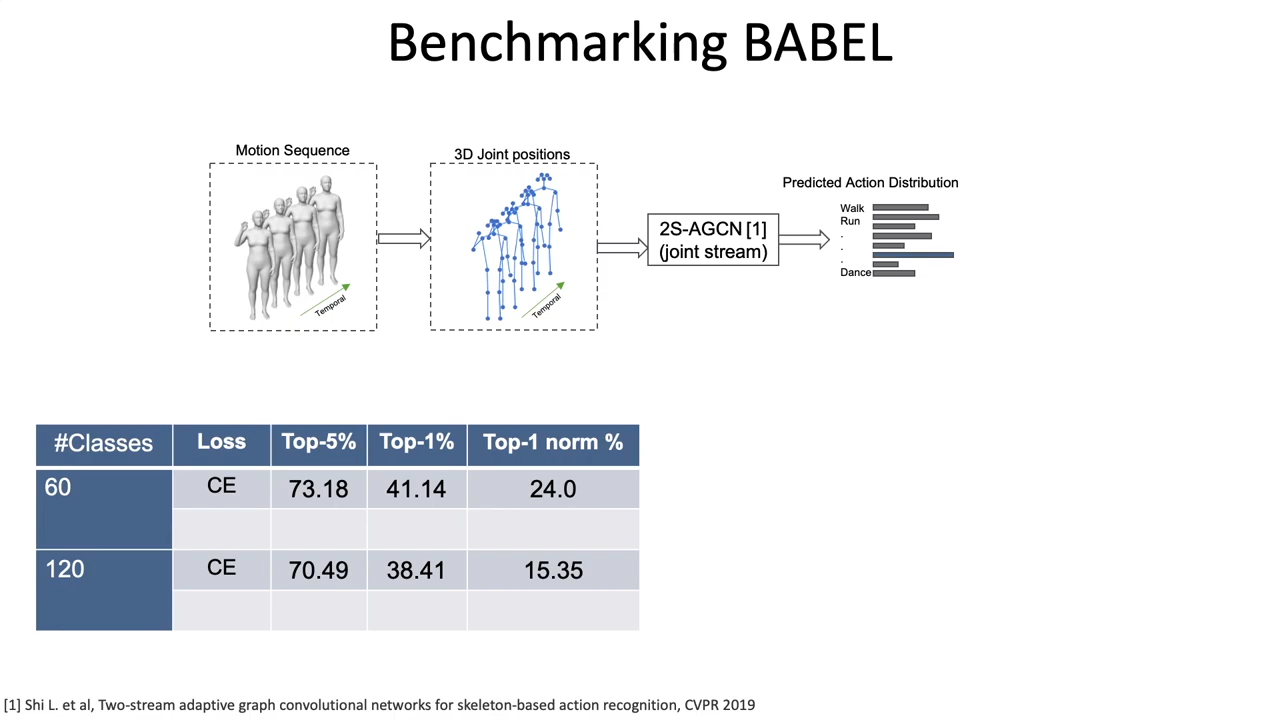 Benchmarking BABEL
Motion Sequence
Temporal
3D Joint positions
Temporal
2S-AGCN [1]
(joint stream)
Predicted Action Distribution
Walk
Run
.
.
.
Dance
#Classes Loss Top-5% Top-1% Top-1 norm %
60 CE 73.18 41.14 24.0
120 CE 70.49 38.41 15.35
[1] Shi L. et al, Two-stream adaptive graph convolutional networks for skeleton-based action recognition, CVPR 2019